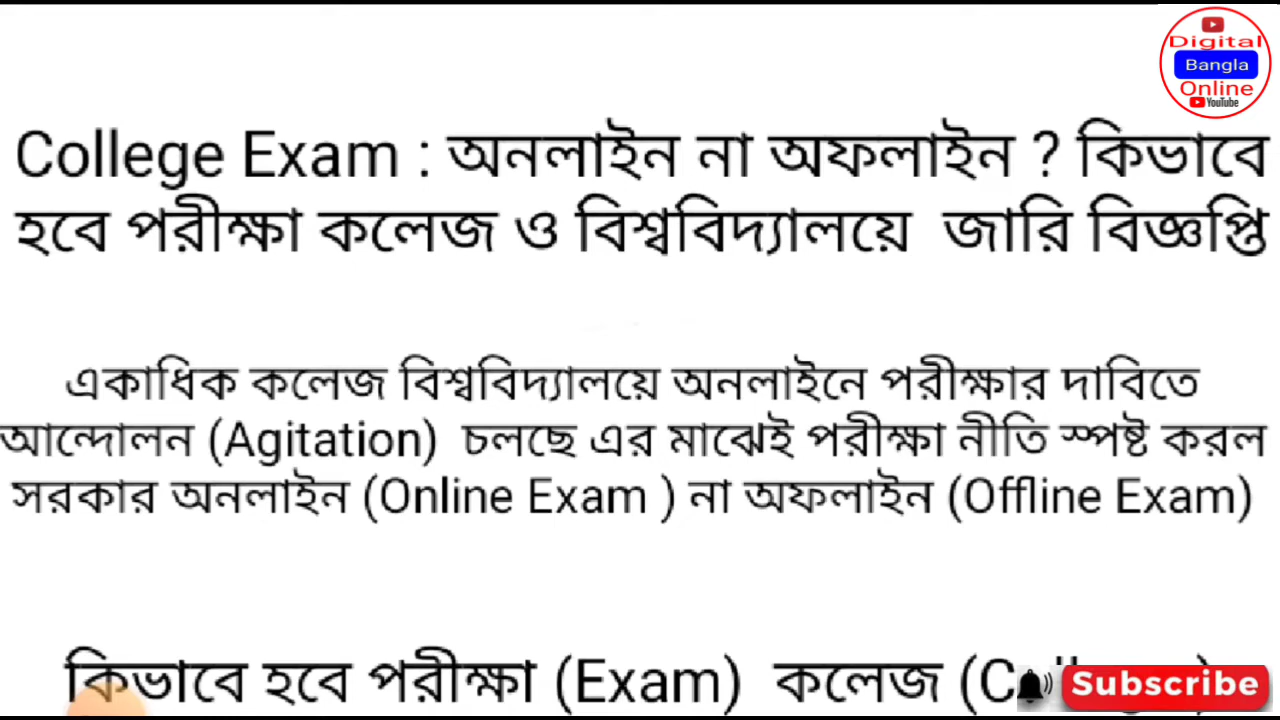 Digital
Bangla
Online
YouTube
College Exam : অনলাইন না অফলাইন ? কিভাবে
হবে পরীক্ষা কলেজ ও বিশ্ববিদ্যালয়ে জারি বিজ্ঞপ্তি
একাধিক কলেজ বিশ্ববিদ্যালয়ে অনলাইনে পরীক্ষার দাবিতে
আন্দোলন (Agitation) চলছে এর মাঝেই পরীক্ষা নীতি স্পষ্ট করল
সরকার অনলাইন (Online Exam ) না অফলাইন (Offline Exam)
কিভাবে হবে পরীক্ষা (Exam) কলেজ
Subscribe